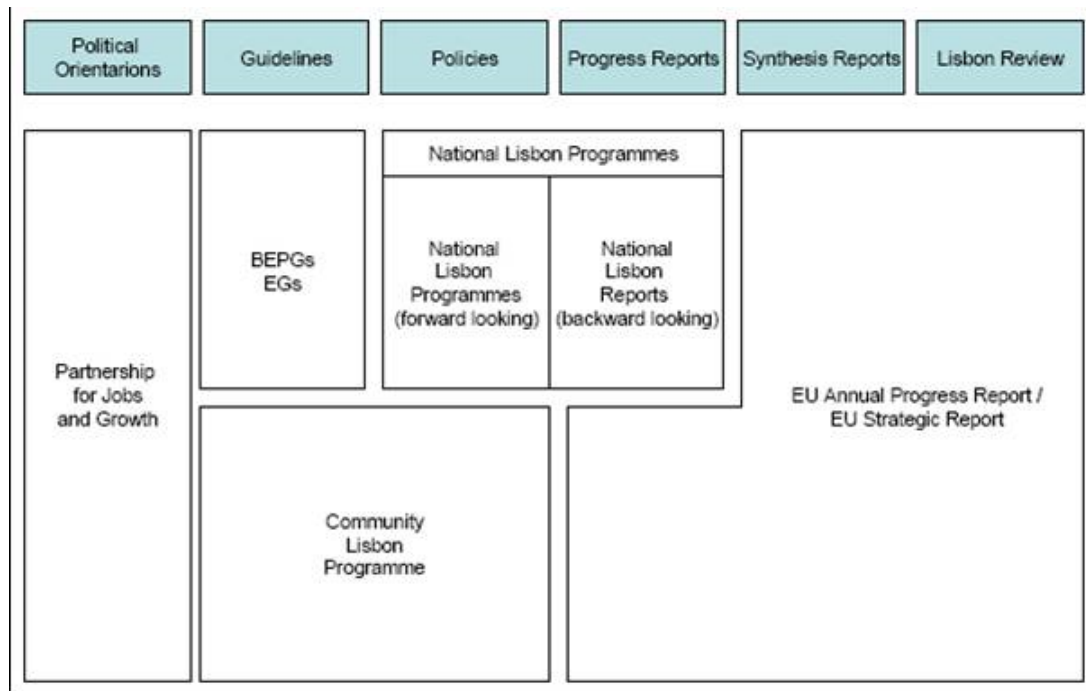 Political
Orientarions
Guidelines
Policies
Progress Reports
Synthesis Reports
Lisbon Review
Partnership
for Jobs
and Growth
BEPGs
EGs
National Lisbon Programmes
National
Lisbon
Programmes
(forward looking)
National
Lisbon
Reports
(backward looking)
Community
Lisbon
Programme
EU Annual Progress Report /
EU Strategic Report